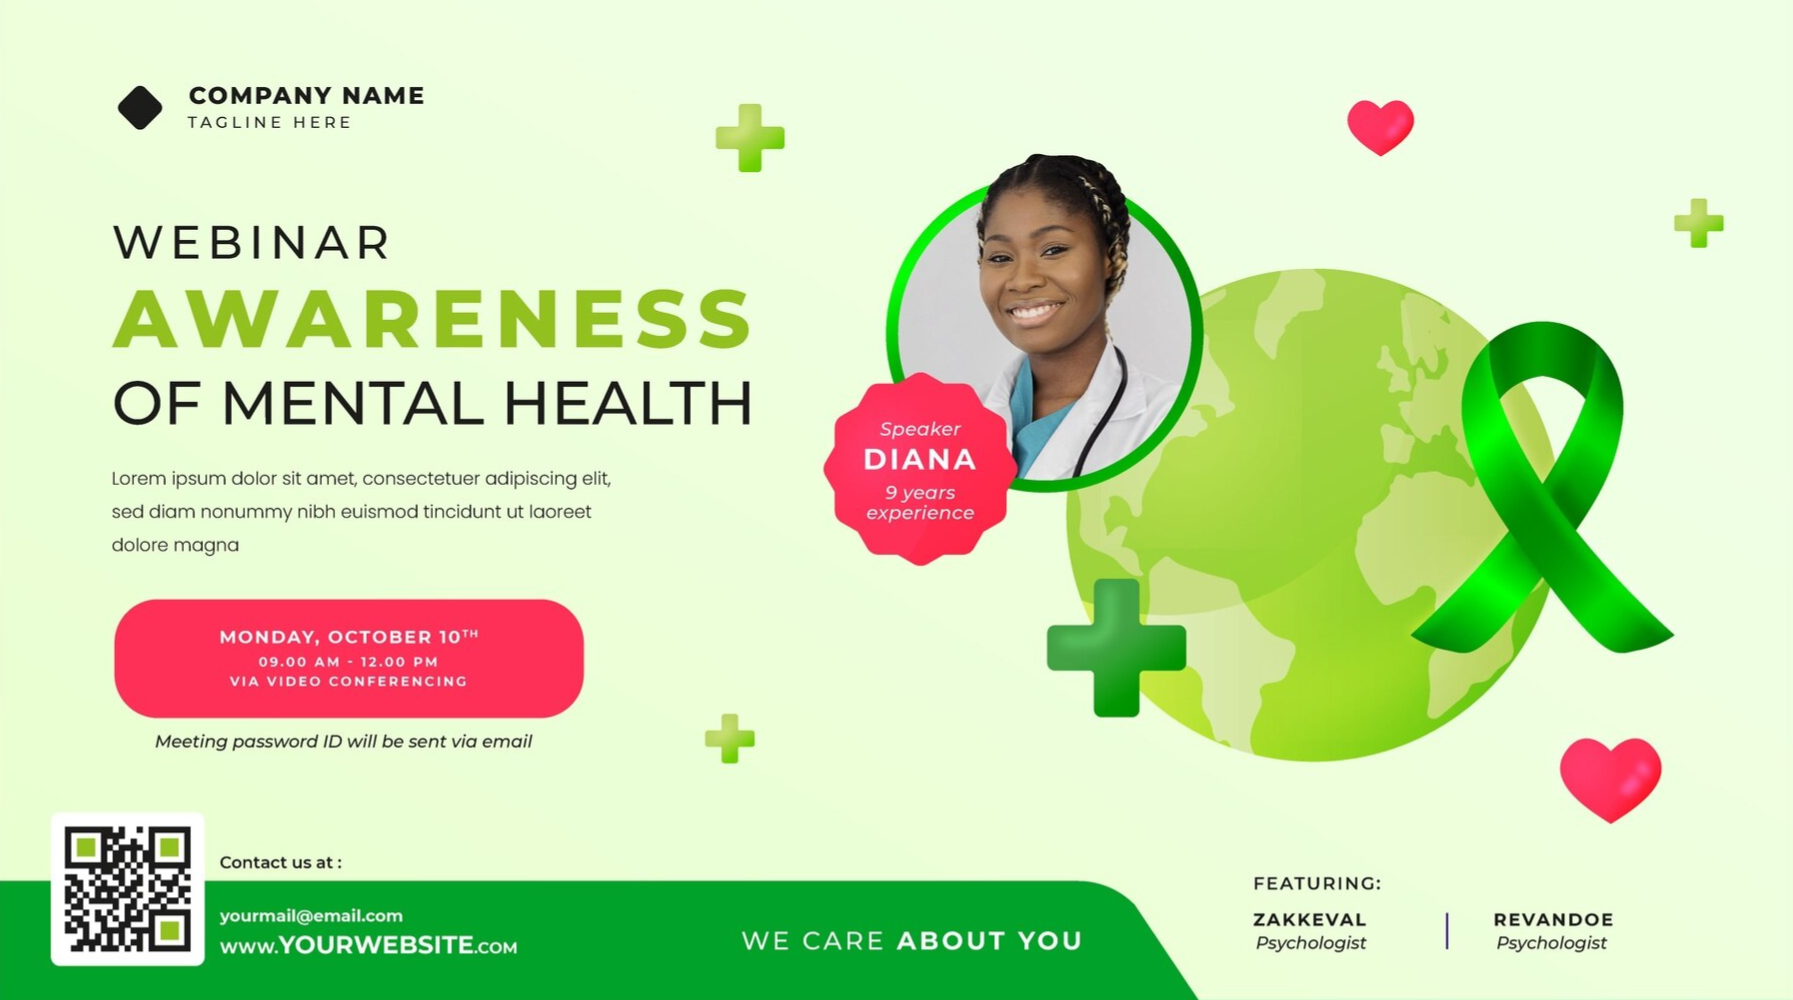 COMPANY NAME
TAGLINE HERE
WEBINAR
AWARENESS
OF MENTAL HEALTH
Lorem ipsum dolor sit amet, consectetuer adipiscing elit,
sed diam nonummy nibh euismod tincidunt ut laoreet
dolore magna
MONDAY, OCTOBER 10TH
09.00 AM - 12.00 PM
VIA VIDEO CONFERENCING
Meeting password ID will be sent via email
Speaker
DIANA
9 years
experience
Contact us at :
yourmail@email.com
www.YOURWEBSITE.COM
WE CARE ABOUT YOU
FEATURING:
ZAKKEVAL
Psychologist
REVANDOE
Psychologist